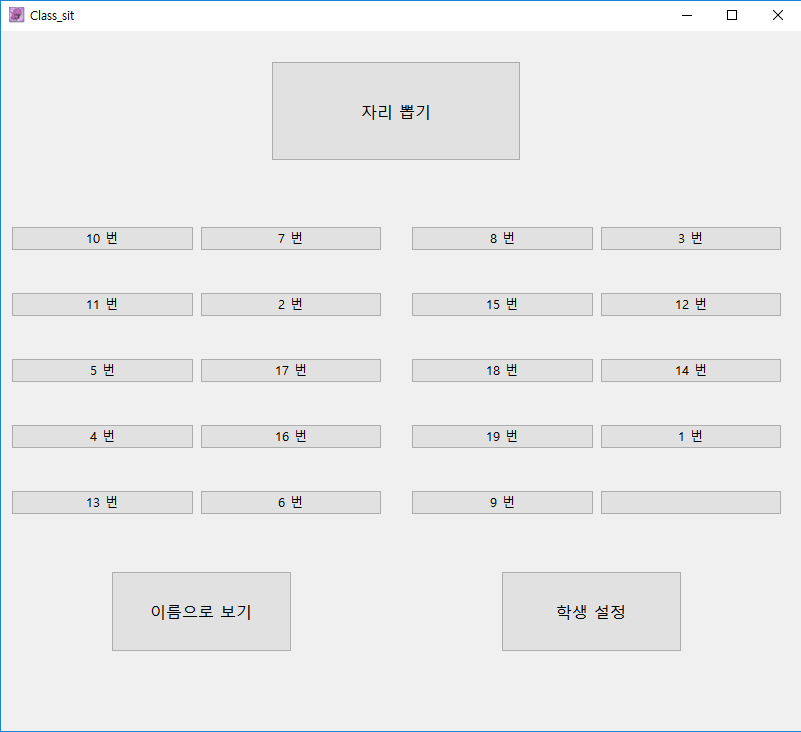 Class_sit
자리 뽑기
10 번 7 번 8 번 3 번
11 번 2 번 15 번 12 번
5 번 17 번 18 번 14 번
4 번 16 번 19 번 1 번
13 번 6 번 9 번
이름으로 보기 학생 설정